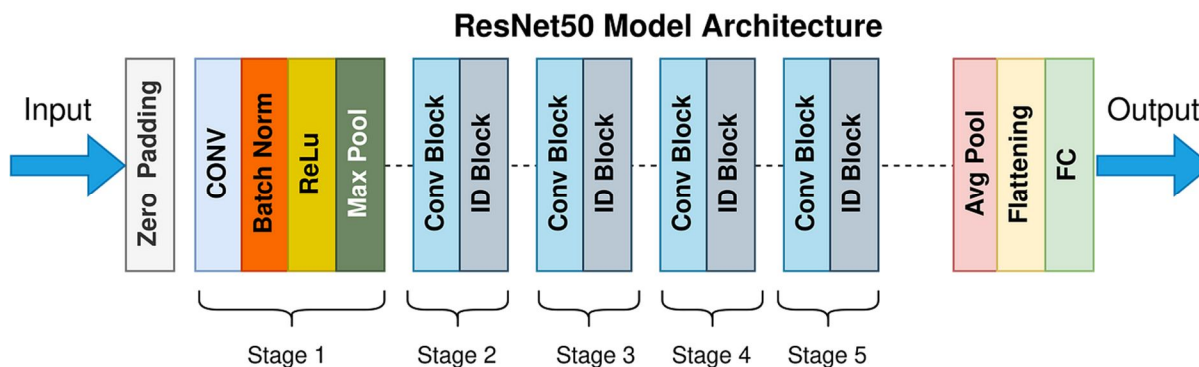 ResNet50 Model Architecture
Input
Zero Padding
CONV
Batch Norm
ReLu
Max Pool
Conv Block
ID Block
Conv Block
ID Block
Conv Block
ID Block
Conv Block
ID Block
Avg Pool
Flattening
FC
Output
Stage 1
Stage 2
Stage 3
Stage 4
Stage 5